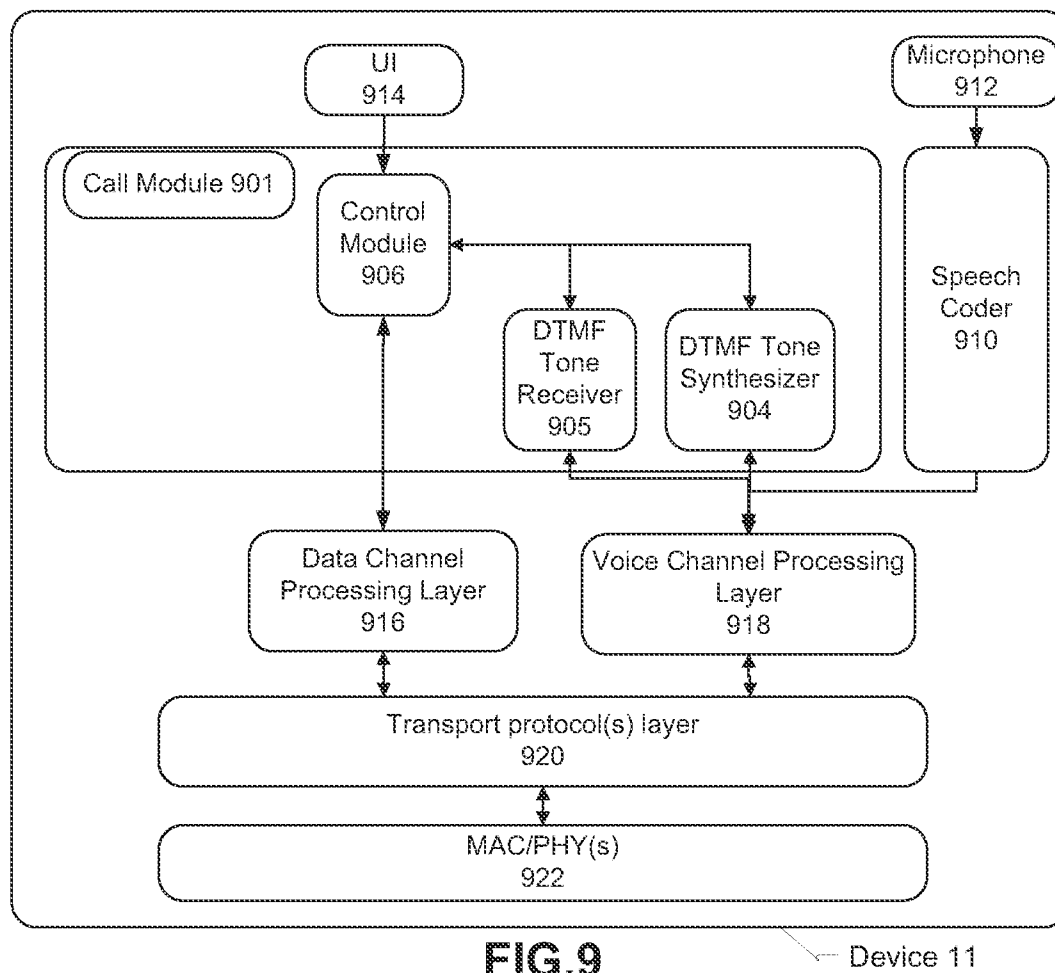 UI
914
Microphone
912
Call Module 901
Control
Module
906
Speech
Coder
910
DTMF
Tone
Receiver
905
DTMF Tone
Synthesizer
904
Data Channel
Processing Layer
916
Voice Channel Processing
Layer
918
Transport protocol(s) layer
920
MAC/PHY(s)
922
FIG.9
Device 11